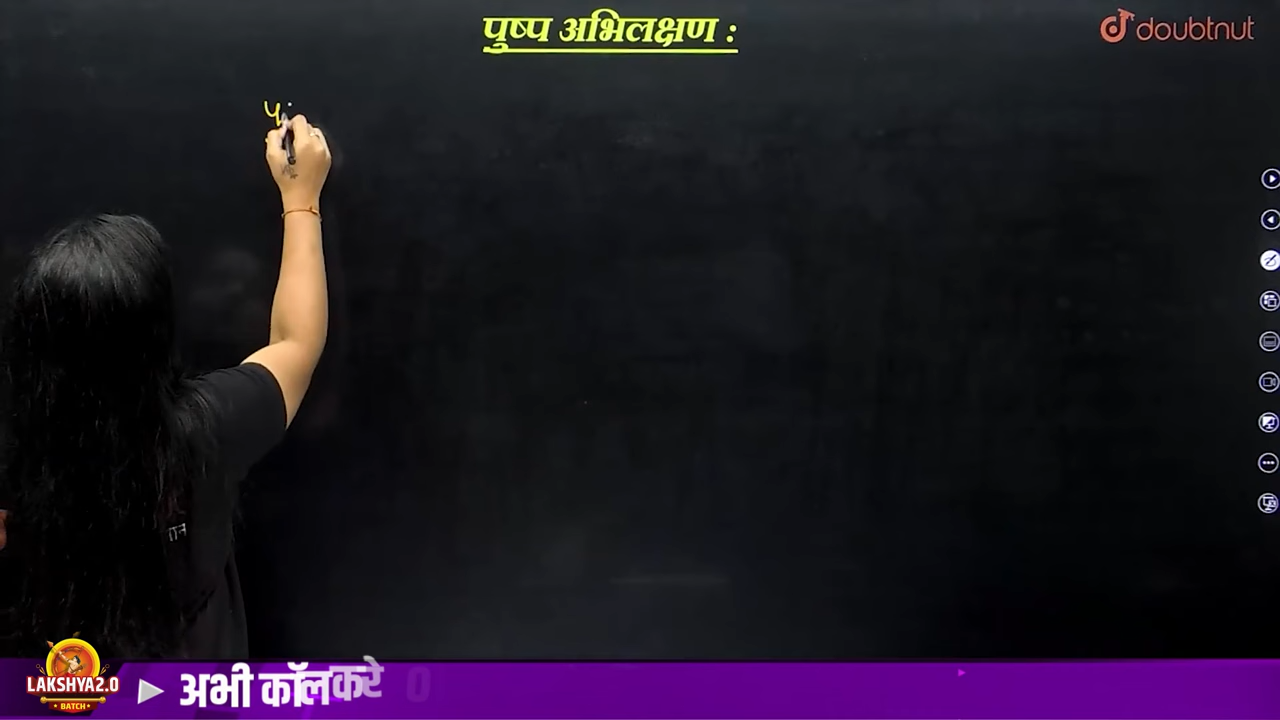 पुष्प अभिलक्षण :
doubtnut
LAKSHYA2.0
BATCH
अभी कॉल करे